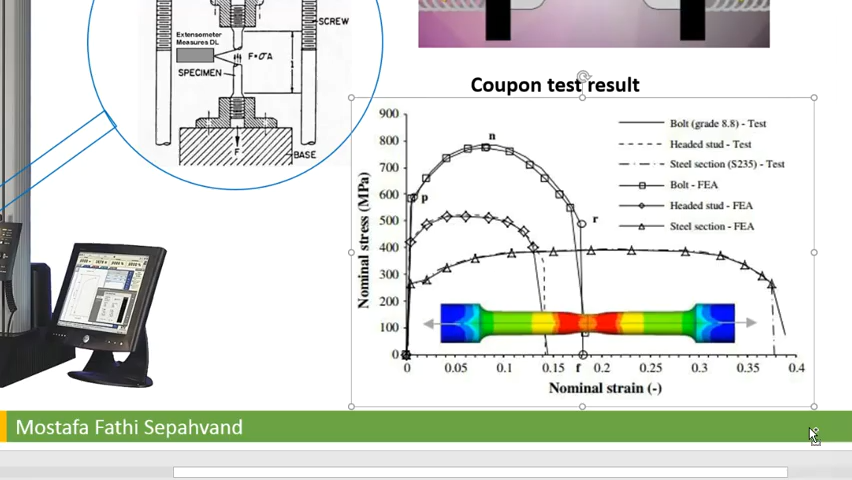 SCREW
Extensometer
Measures DL
F=σA
SPECIMEN
l
F
BASE
Coupon test result
900
800
700
600
500
400
300
200
100
0
Nominal stress (MPa)
n
p
r
f
Bolt (grade 8.8) - Test
Headed stud - Test
Steel section (S235) - Test
Bolt - FEA
Headed stud - FEA
Steel section - FEA
0 0.05 0.1 0.15 0.2 0.25 0.3 0.35 0.4
Nominal strain (-)
Mostafa Fathi Sepahvand